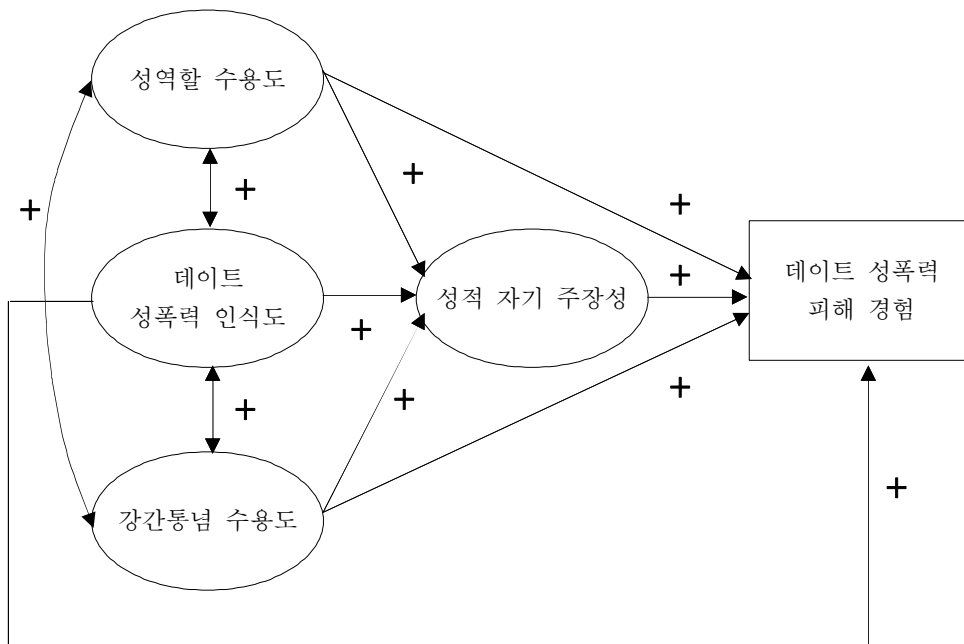 성역할 수용도
+
+
+
+
데이트
성폭력 인식도
성적 자기 주장성
+
데이트 성폭력
피해 경험
+
+
+
+
강간통념 수용도
+